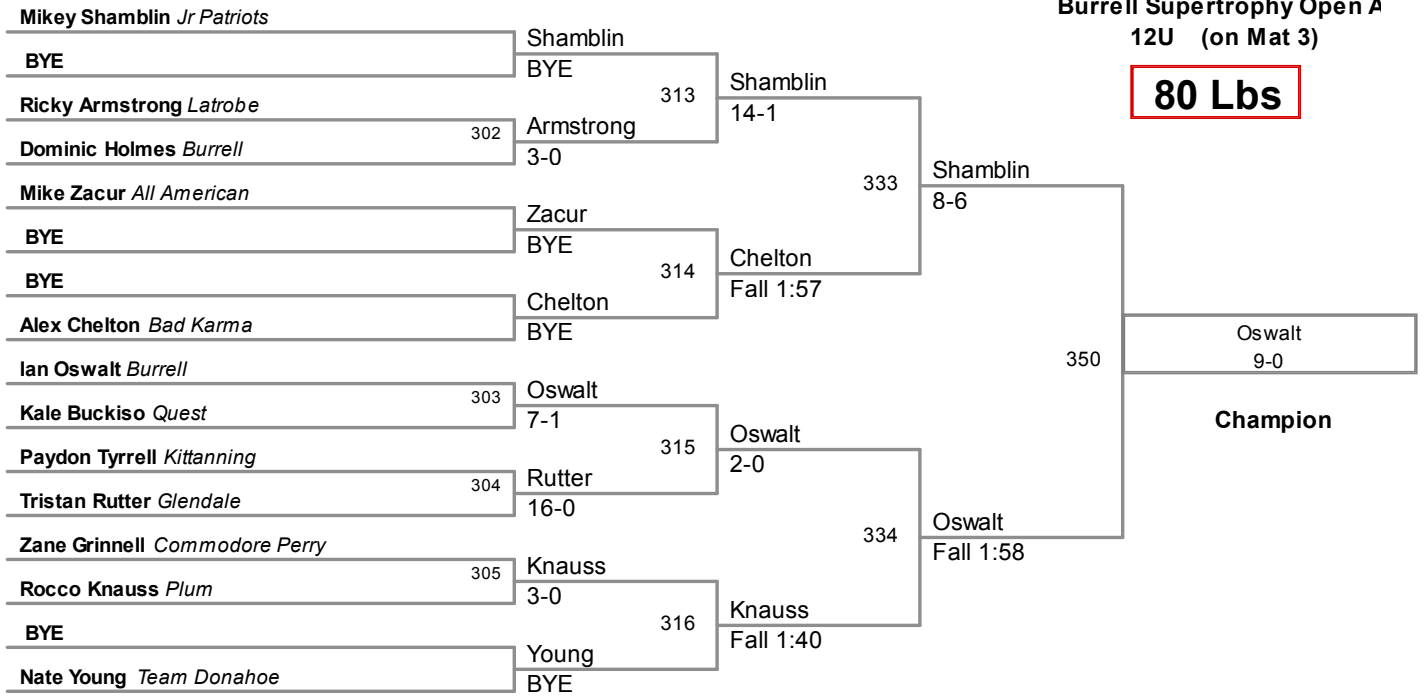 Burrell Supertrophy Open
12U (on Mat 3)
80 Lbs
Mikey Shamblin Jr Patriots
BYE
Ricky Armstrong Latrobe
302
Dominic Holmes Burrell
Mike Zacur All American
BYE
BYE
Alex Chelton Bad Karma
Ian Oswalt Burrell
303
Kale Buckiso Quest
Paydon Tyrrell Kittanning
304
Tristan Rutter Glendale
Zane Grinnell Commodore Perry
305
Rocco Knauss Plum
BYE
Nate Young Team Donahoe
Shamblin
BYE
313
Armstrong
3-0
Zacur
BYE
314
Chelton
BYE
Oswalt
7-1
315
Rutter
16-0
Knauss
3-0
316
Young
BYE
Shamblin
14-1
333
Chelton
Fall 1:57
Oswalt
2-0
334
Knauss
Fall 1:40
Shamblin
8-6
350
Oswalt
Fall 1:58
Oswalt
9-0
Champion